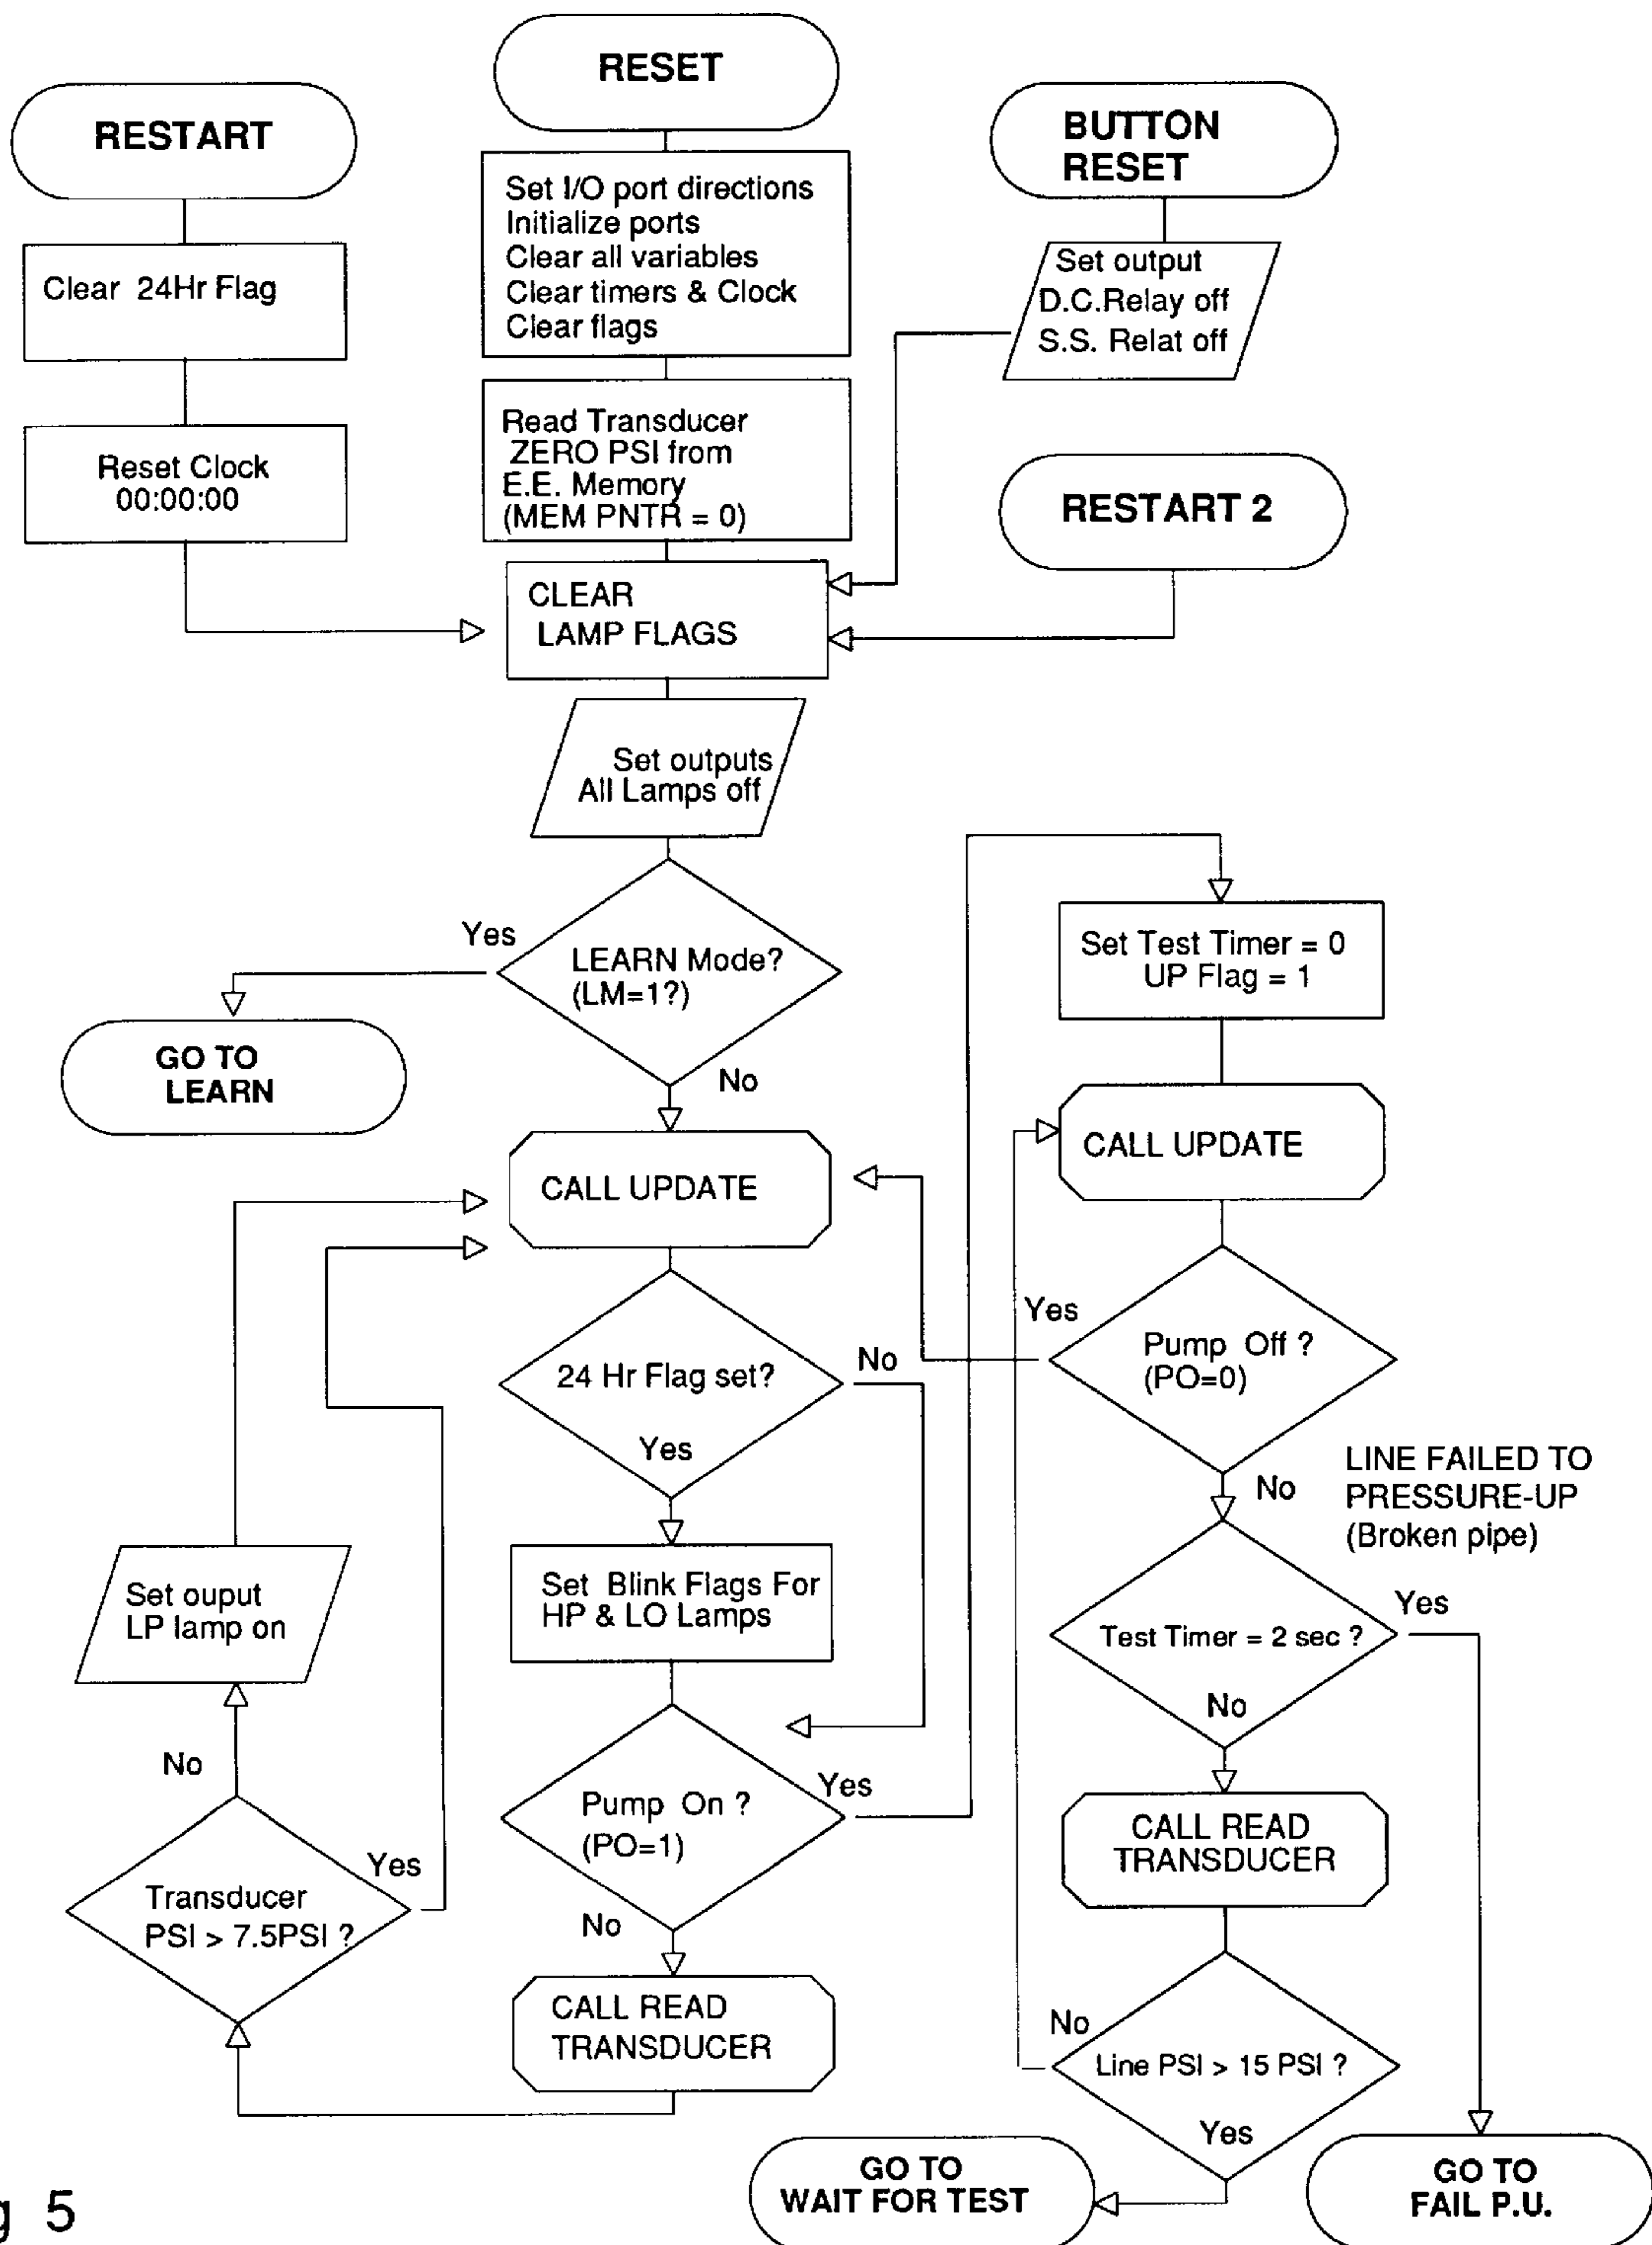 RESET
RESTART
BUTTON
RESET
Set I/O port directions
Initialize ports
Clear all variables
Clear timers & Clock
Clear flags
Clear 24Hr Flag
Set output
D.C.Relay off
S.S. Relat off
Read Transducer
ZERO PSI from
E.E. Memory
(MEM PNTR = 0)
Reset Clock
00:00:00
RESTART 2
CLEAR
LAMP FLAGS
Set outputs
All Lamps off
Yes
LEARN Mode?
(LM=1?)
No
GO TO
LEARN
Set Test Timer = 0
UP Flag = 1
CALL UPDATE
CALL UPDATE
24 Hr Flag set?
No
Yes
Yes
Pump Off ?
(PO=0)
No
LINE FAILED TO
PRESSURE-UP
(Broken pipe)
Set Blink Flags For
HP & LO Lamps
Set ouput
LP lamp on
Test Timer = 2 sec ?
Yes
No
No
Pump On ?
(PO=1)
Yes
No
Transducer
PSI > 7.5PSI ?
Yes
CALL READ
TRANSDUCER
CALL READ
TRANSDUCER
No
Line PSI > 15 PSI ?
Yes
GO TO
WAIT FOR TEST
GO TO
FAIL P.U.
g 5